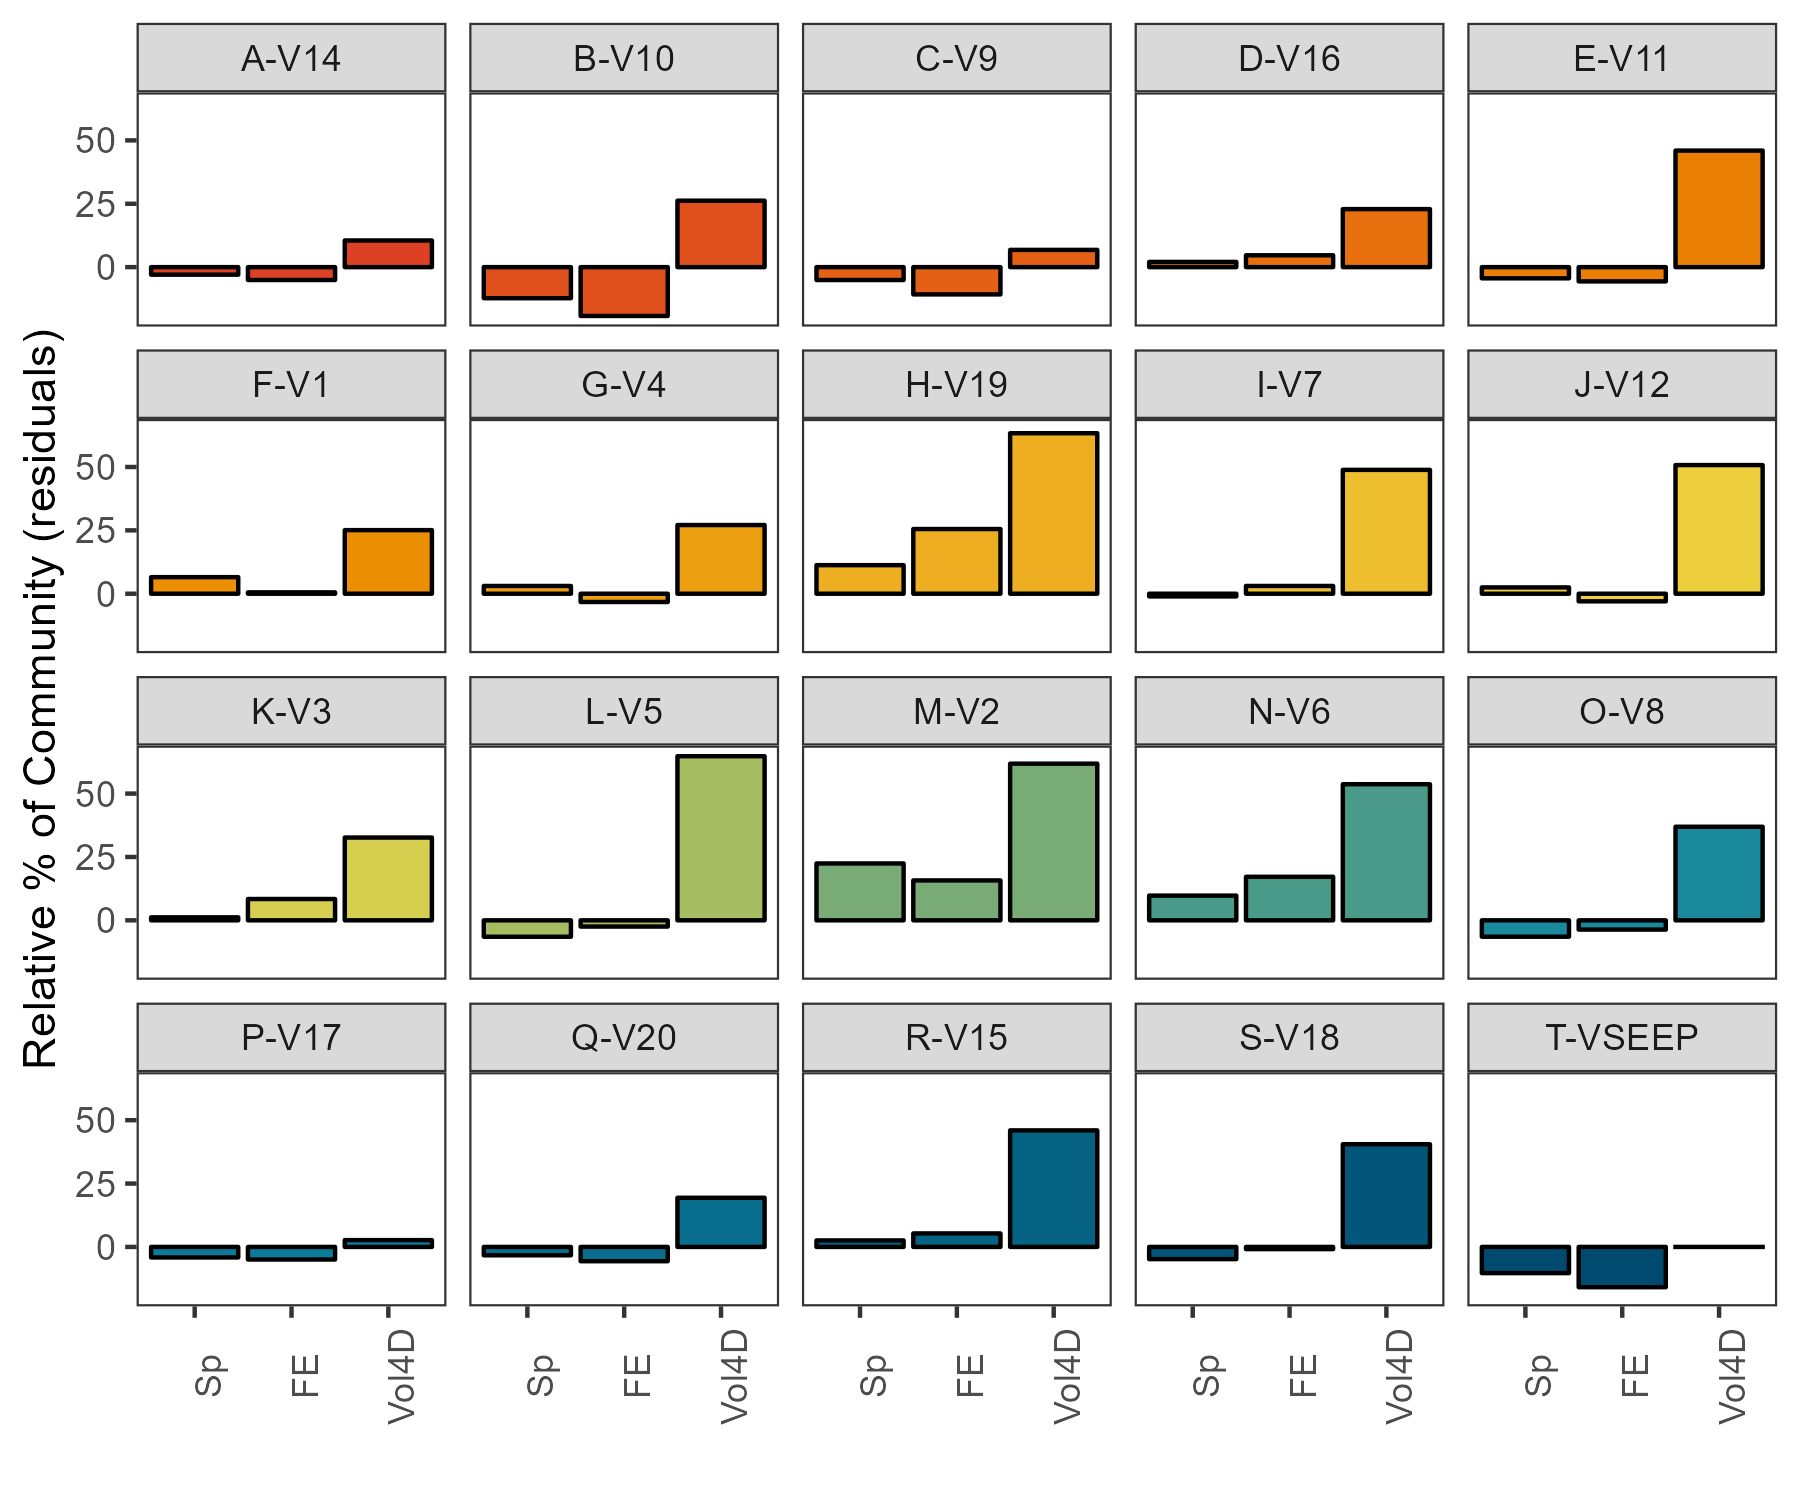 A-V14 B-V10 C-V9 D-V16 E-V11
50
25
0
F-V1 G-V4 H-V19 I-V7 J-V12
50
25
0
K-V3 L-V5 M-V2 N-V6 O-V8
50
25
0
P-V17 Q-V20 R-V15 S-V18 T-VSEEP
50
25
0
Sp FE Vol4D Sp FE Vol4D Sp FE Vol4D Sp FE Vol4D Sp FE Vol4D
Relative % of Community (residuals)